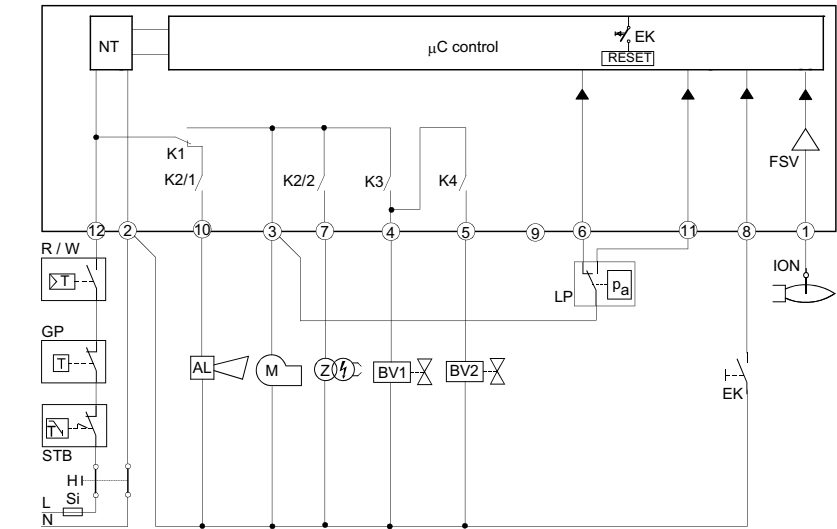 NT
μC control
EK
RESET
FSV
K1
K2/1
K2/2
K3
K4
12
2
10
3
7
4
5
9
6
11
8
1
R / W
T
LP
pa
ION
GP
T
AL
M
Z
BV1
BV2
EK
T
STB
H
L
Si
N